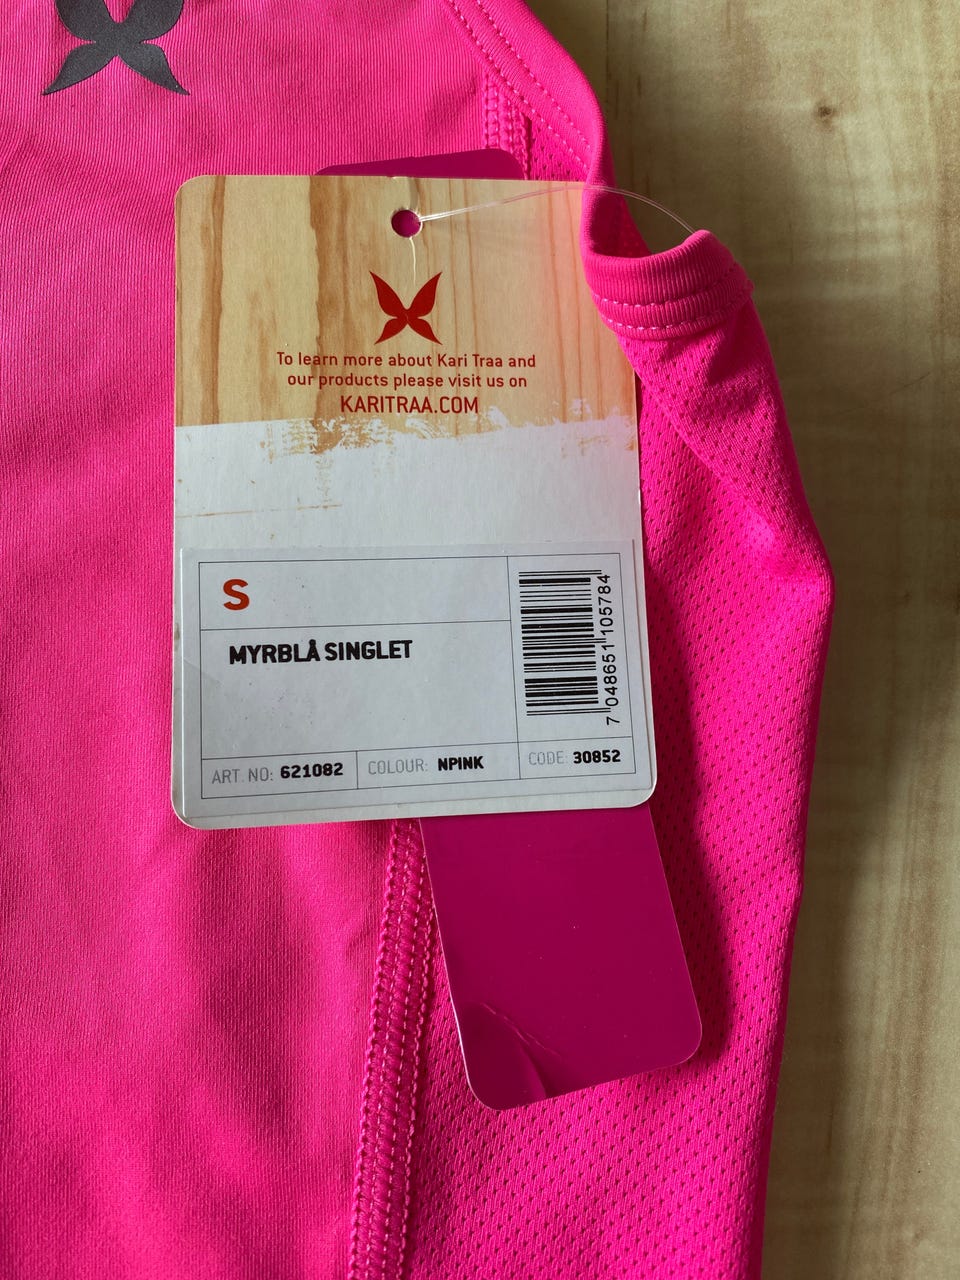 To learn more about Kari Traa and
our products please visit us on
KARITRAA.COM
S
MYRBLÅ SINGLET
7 048651 105784
ART. NO: 621082
COLOUR: NPINK
CODE: 30852